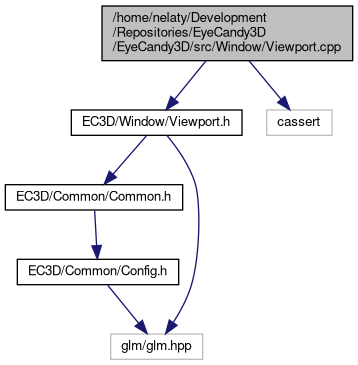 /home/nelaty/Development
/Repositories/EyeCandy3D
/EyeCandy3D/src/Window/Viewport.cpp
EC3D/Window/Viewport.h
cassert
EC3D/Common/Common.h
EC3D/Common/Config.h
glm/glm.hpp